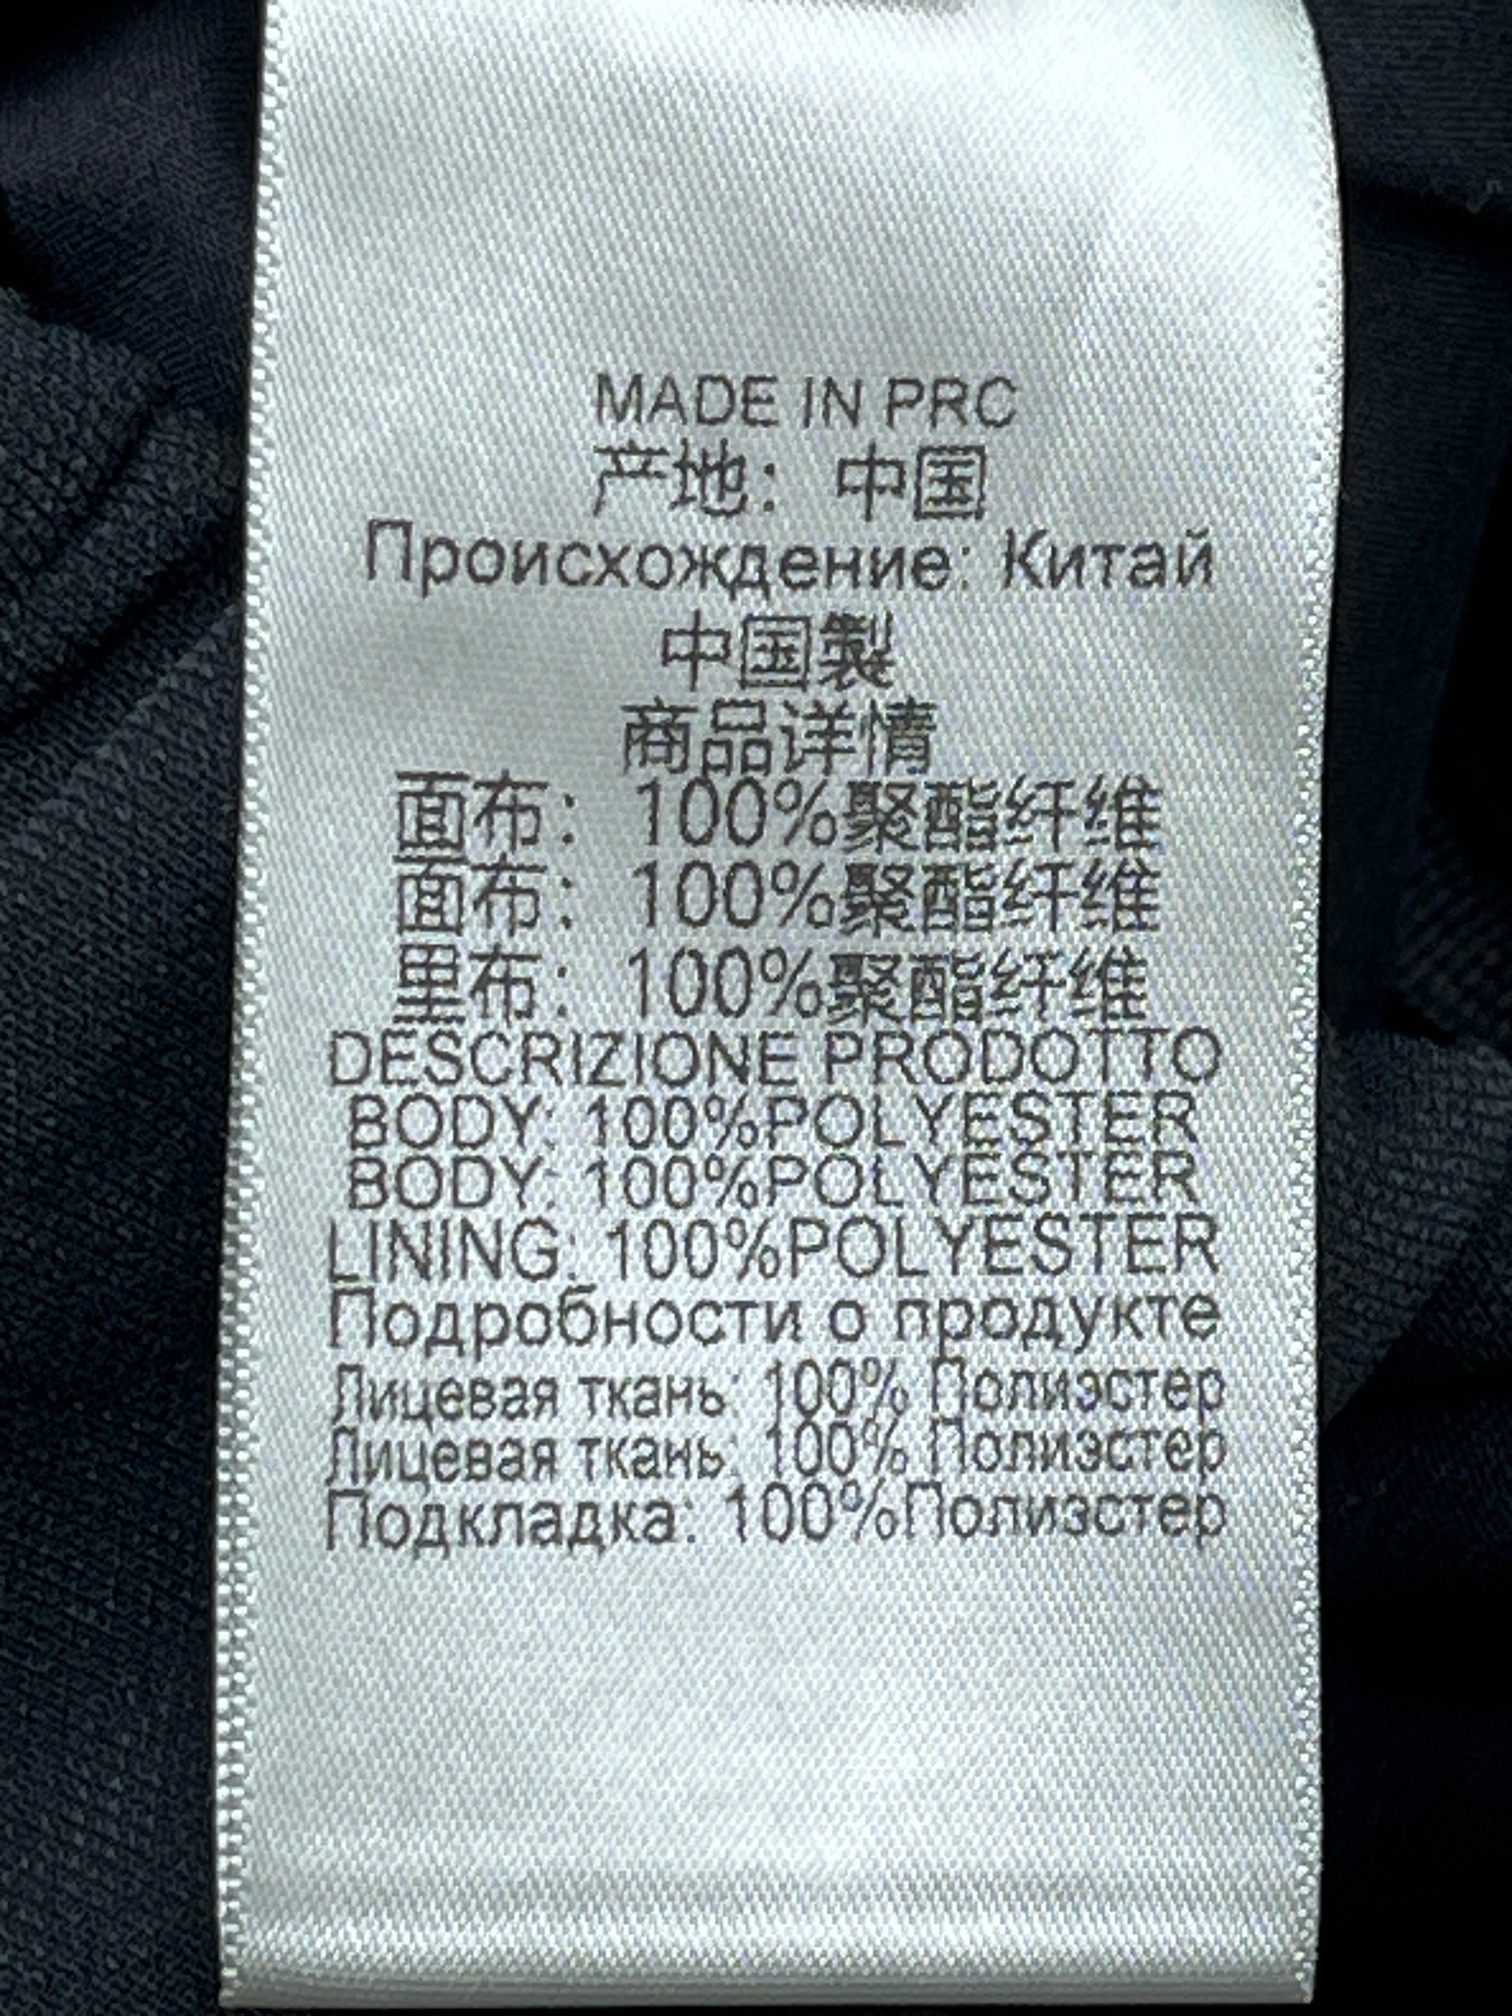 MADE IN PRC
产地：中国
Происхождение: Китай
中国製
商品详情
面布：100%聚酯纤维
面布：100%聚酯纤维
里布：100%聚酯纤维
DESCRIZIONE PRODOTTO
BODY: 100%POLYESTER
BODY: 100%POLYESTER
LINING: 100%POLYESTER
Подробности о продукте
Лицевая ткань: 100% Полиэстер
Лицевая ткань: 100% Полиэстер
Подкладка: 100%Полиэстер